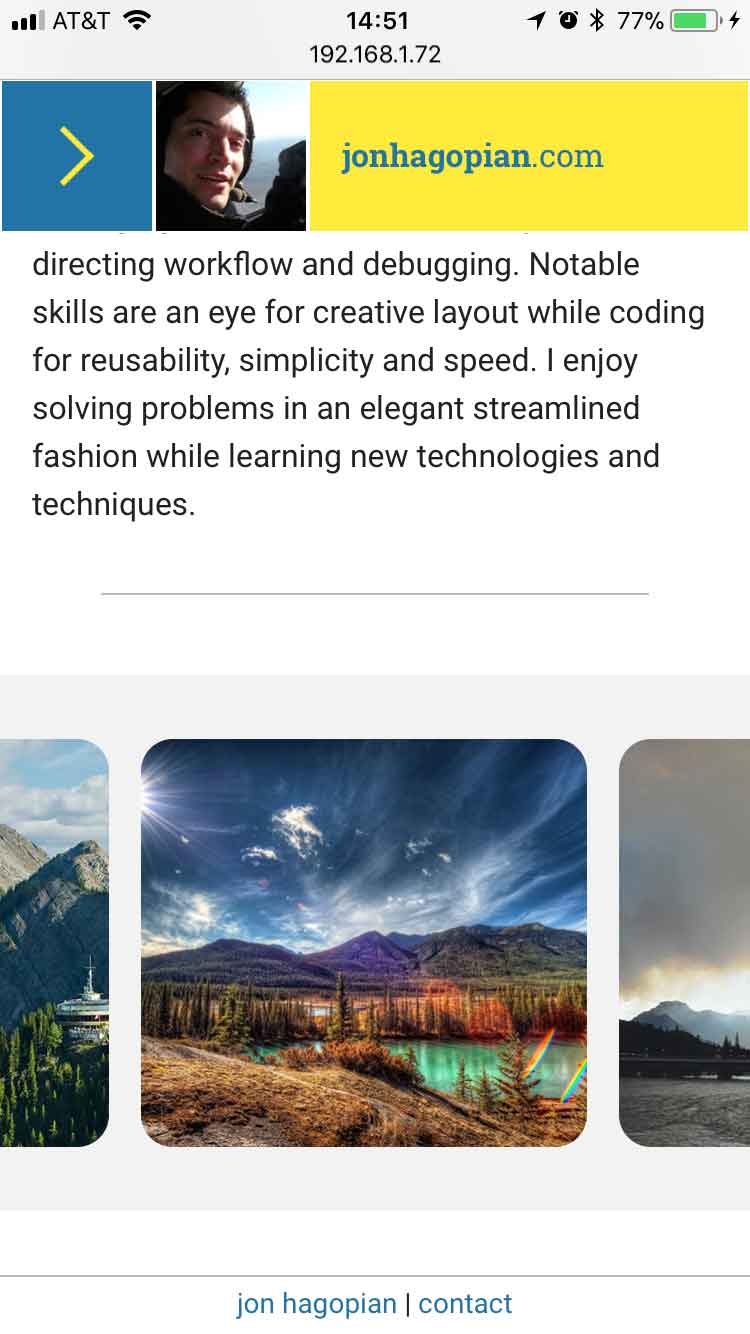 AT&T 14:51 77%
192.168.1.72
jonhagopian.com
directing workflow and debugging. Notable
skills are an eye for creative layout while coding
for reusability, simplicity and speed. I enjoy
solving problems in an elegant streamlined
fashion while learning new technologies and
techniques.
jon hagopian | contact